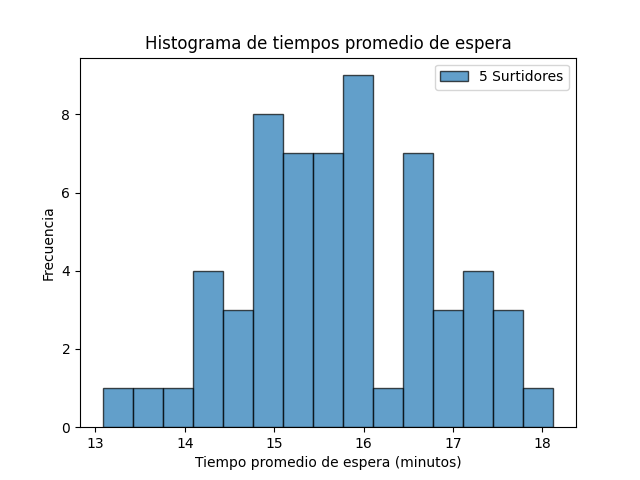 Histograma de tiempos promedio de espera
5 Surtidores
8
6
4
2
0
Frecuencia
13 14 15 16 17 18
Tiempo promedio de espera (minutos)